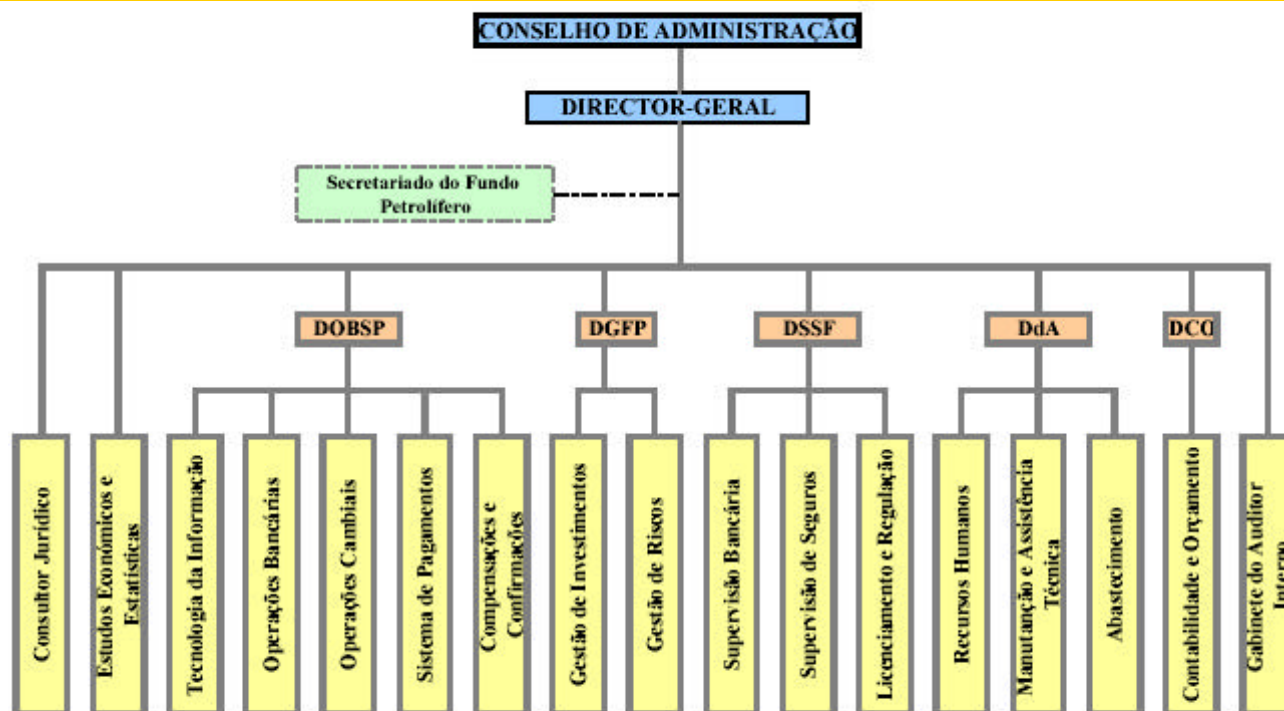 CONSELHO DE ADMINISTRAÇÃO
DIRECTOR-GERAL
Secretariado do Fundo
Petrolífero
DOBSP
DGFP
DSSF
DdA
DCO
Consultor Jurídico
Estudos Económicos e
Estatísticas
Tecnologia da Informação
Operações Bancárias
Operações Cambiais
Sistema de Pagamentos
Compensações e
Confirmações
Gestão de Investimentos
Gestão de Riscos
Supervisão Bancária
Supervisão de Seguros
Licenciamento e Regulação
Recursos Humanos
Manutanção e Assistência
Técnica
Abastecimento
Contabilidade e Orçamento
Gabinete do Auditor
Interno